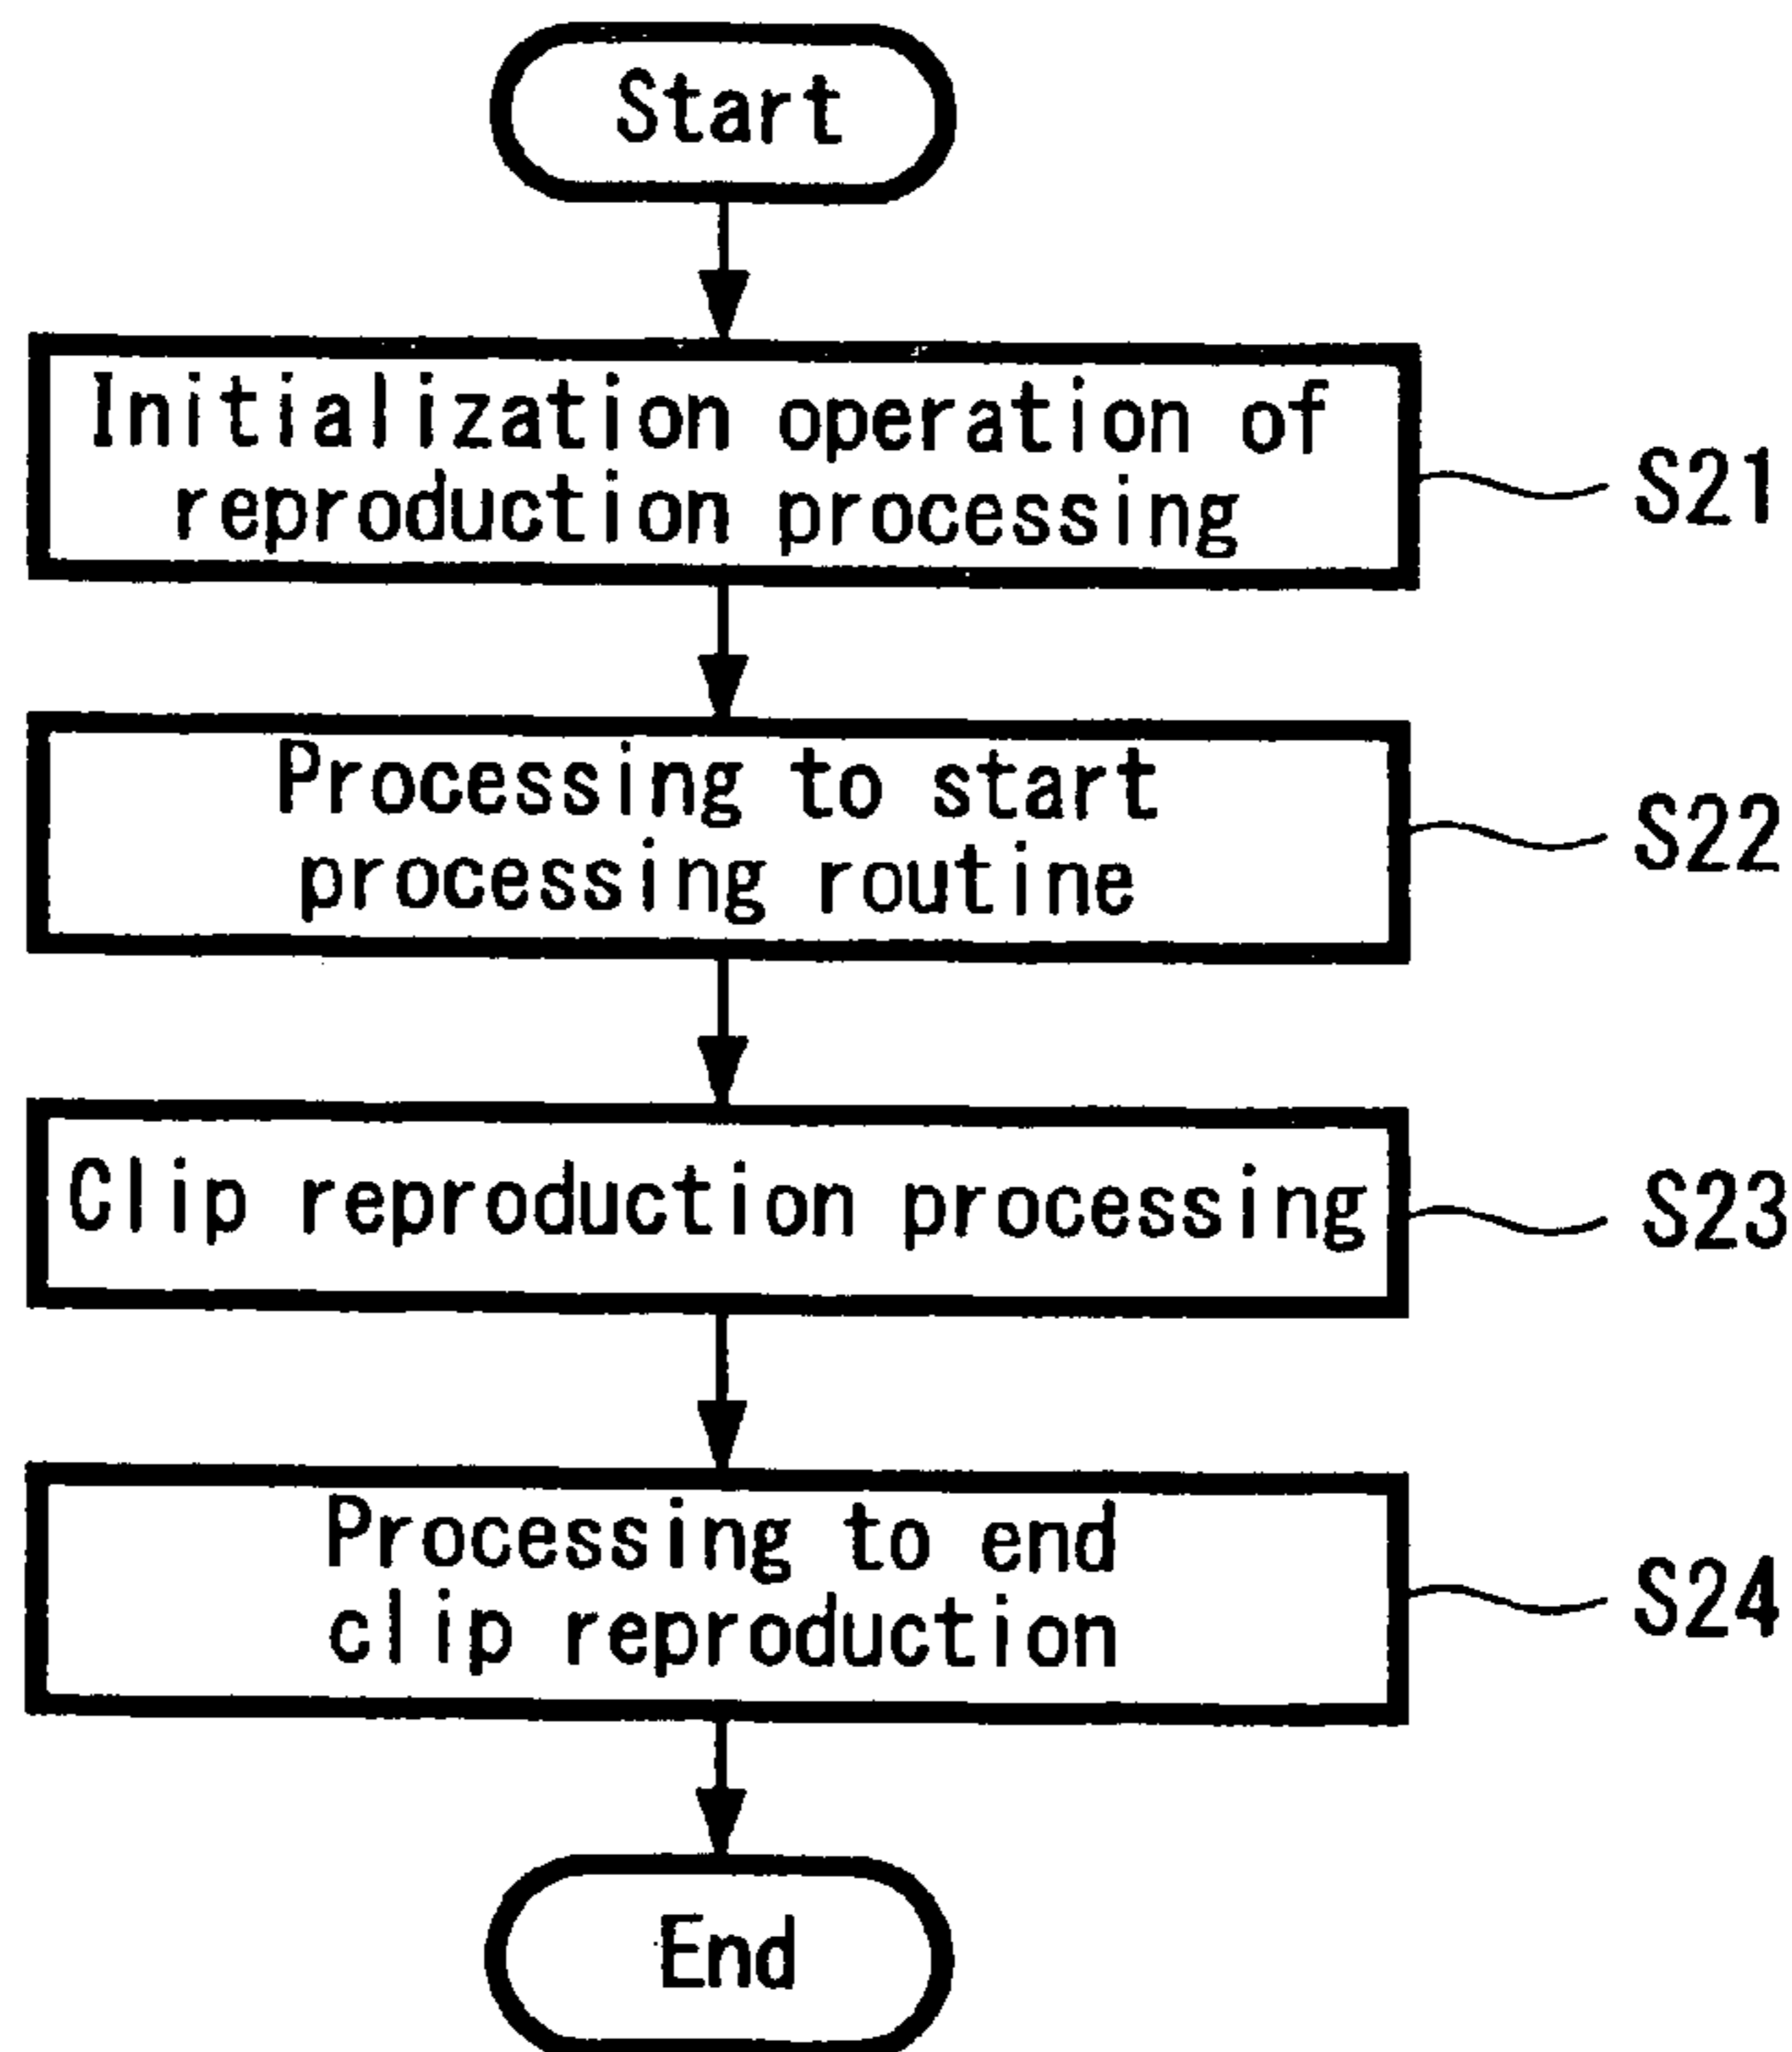 Start
Initialization operation of
reproduction processing
S21
Processing to start
processing routine
S22
Clip reproduction processing
S23
Processing to end
clip reproduction
S24
End